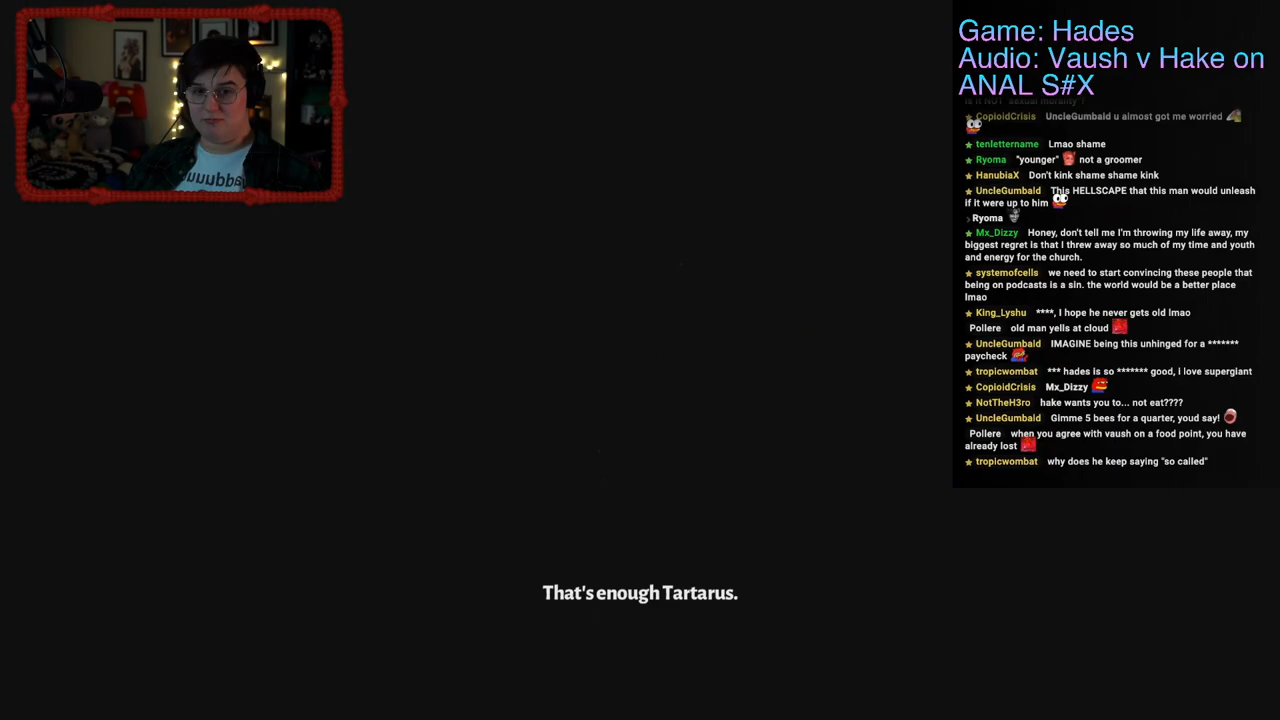 Game: Hades
Audio: Vaush v Hake on
ANAL S#X
is it NOT "sexual morality"?
CopioidCrisis UncleGumbald u almost got me worried
tenlettername Lmao shame
Ryoma "younger" not a groomer
HanubiaX Don't kink shame shame kink
UncleGumbald This HELLSCAPE that this man would unleash
if it were up to him
Ryoma
Mx_Dizzy Honey, don't tell me I'm throwing my life away, my
biggest regret is that I threw away so much of my time and youth
and energy for the church.
systemofcells we need to start convincing these people that
being on podcasts is a sin. the world would be a better place
lmao
King_Lyshu ****, I hope he never gets old lmao
Pollere old man yells at cloud
UncleGumbald IMAGINE being this unhinged for a *******
paycheck
tropicwombat *** hades is so ******* good, i love supergiant
CopioidCrisis Mx_Dizzy
NotTheH3ro hake wants you to... not eat????
UncleGumbald Gimme 5 bees for a quarter, youd say!
Pollere when you agree with vaush on a food point, you have
already lost
tropicwombat why does he keep saying "so called"
That's enough Tartarus.